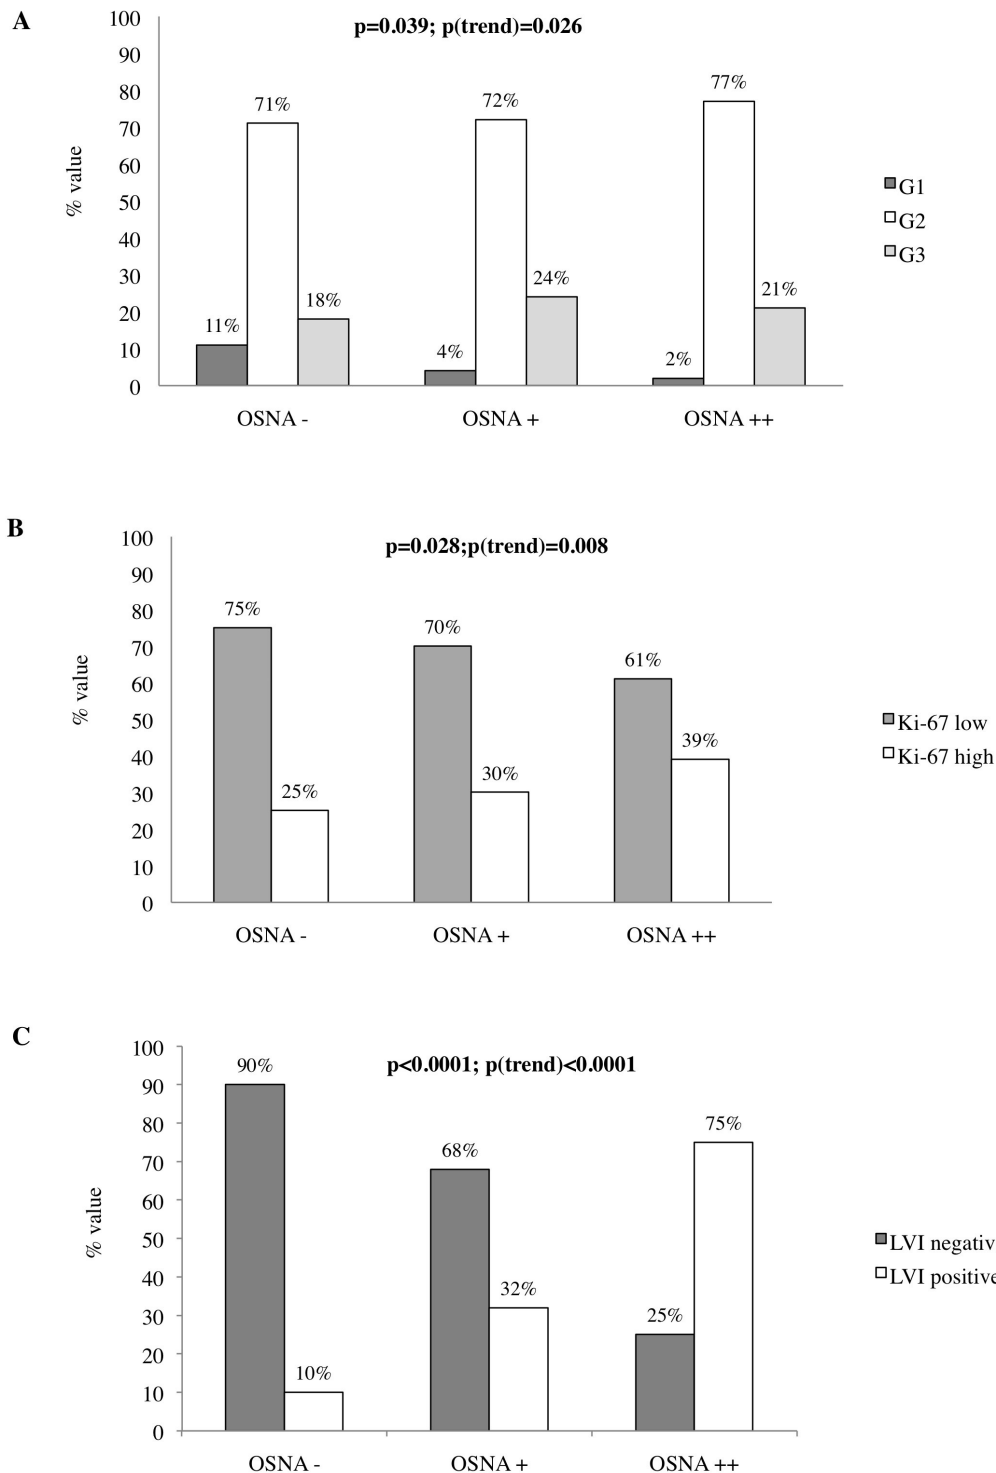 A
p=0.039; p(trend)=0.026
100
90
80
70
60
50
40
30
20
10
0
% value
11%
71%
18%
4%
72%
24%
2%
77%
21%
OSNA -
OSNA +
OSNA ++
G1
G2
G3
B
p=0.028;p(trend)=0.008
100
90
80
70
60
50
40
30
20
10
0
% value
75%
25%
70%
30%
61%
39%
OSNA -
OSNA +
OSNA ++
Ki-67 low
Ki-67 high
C
p<0.0001; p(trend)<0.0001
100
90
80
70
60
50
40
30
20
10
0
% value
90%
10%
68%
32%
25%
75%
OSNA -
OSNA +
OSNA ++
LVI negativ
LVI positive